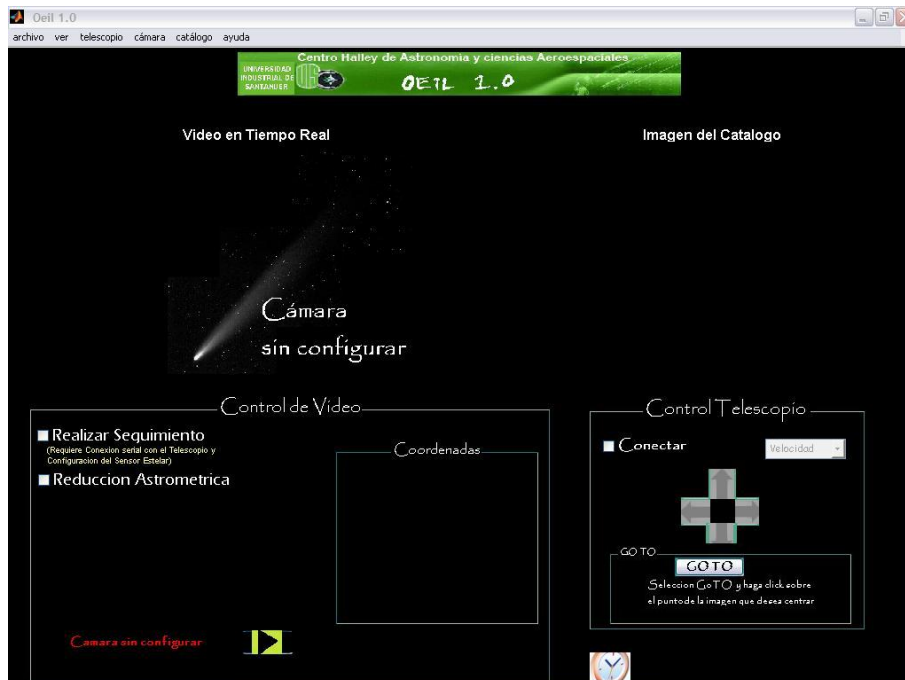 Oeil 1.0
archivo ver telescopio cámara catálogo ayuda
Centro Halley de Astronomia y ciencias Aeroespaciales
UNIVERSIDAD
INDUSTRIAL DE
SANTANDER
OEIL 1.0
Video en Tiempo Real
Imagen del Catalogo
Cámara
sin configurar
Control de Video
Realizar Seguimiento
(Requiere Conexion serial con el Telescopio y
Configuracion del Sensor Estelar)
Reduccion Astrometrica
Coordenadas
Camara sin configurar
Control Telescopio
Conectar
Velocidad
GO TO
GO TO
Seleccion GoTO y haga click sobre
el punto de la imagen que desea centrar